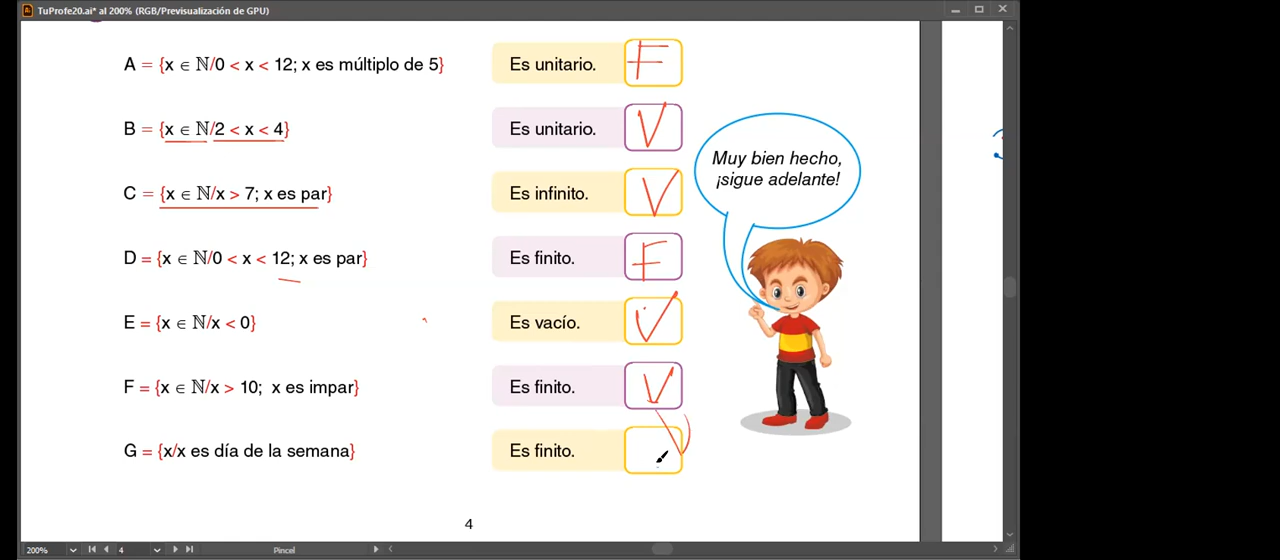 TuProfe20.ai* al 200% (RGB/Previsualización de GPU)
A = {x ∈ ℕ/0 < x < 12; x es múltiplo de 5} Es unitario. F
B = {x ∈ ℕ/2 < x < 4} Es unitario. V
Muy bien hecho,
¡sigue adelante!
C = {x ∈ ℕ/x > 7; x es par} Es infinito. V
D = {x ∈ ℕ/0 < x < 12; x es par} Es finito. F
E = {x ∈ ℕ/x < 0} Es vacío. V
F = {x ∈ ℕ/x > 10; x es impar} Es finito. V
G = {x/x es día de la semana} Es finito.
4
200% 4 Pincel